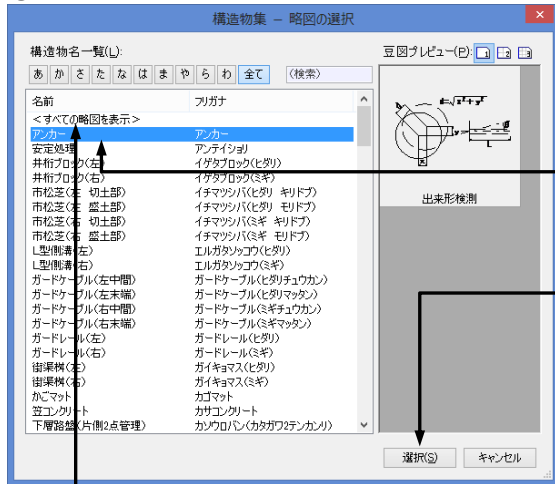 構造物集 － 略図の選択
構造物名一覧(L):
豆図プレビュー(P):
1
2
3
あ か さ た な は ま や ら わ 全て (検索)
名前 フリガナ
＜すべての略図を表示＞
アンカー アンカー
安定処理 アンテイショリ
井桁ブロック(左) イゲタブロック(ヒダリ)
井桁ブロック(右) イゲタブロック(ミギ)
市松芝(左 切土部) イチマツシバ(ヒダリ キリドブ)
市松芝(左 盛土部) イチマツシバ(ヒダリ モリドブ)
市松芝(右 切土部) イチマツシバ(ミギ キリドブ)
市松芝(右 盛土部) イチマツシバ(ミギ モリドブ)
L型側溝(左) エルガタソッコウ(ヒダリ)
L型側溝(右) エルガタソッコウ(ミギ)
ガードケーブル(左中間) ガードケーブル(ヒダリチュウカン)
ガードケーブル(左末端) ガードケーブル(ヒダリマッタン)
ガードケーブル(右中間) ガードケーブル(ミギチュウカン)
ガードケーブル(右末端) ガードケーブル(ミギマッタン)
ガードレール(左) ガードレール(ヒダリ)
ガードレール(右) ガードレール(ミギ)
街渠桝(左) ガイキョマス(ヒダリ)
街渠桝(右) ガイキョマス(ミギ)
かごマット カゴマット
笠コンクリート カサコンクリート
下層路盤(片側2点管理) カソウロバン(カタガワ2テンカンリ)
d=√x²+y²
L
出来形検測
選択(S)
キャンセル